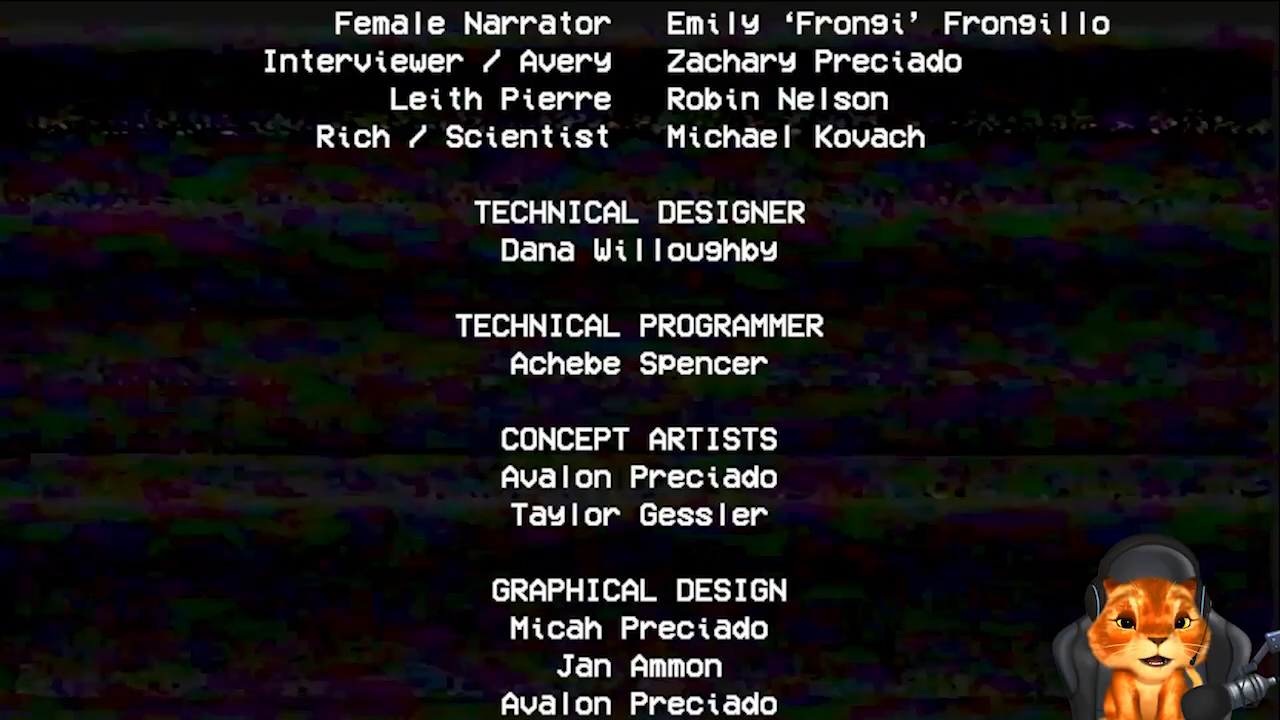 Female Narrator Emily ‘Frongi’ Frongillo
Interviewer / Avery Zachary Preciado
Leith Pierre Robin Nelson
Rich / Scientist Michael Kovach
TECHNICAL DESIGNER
Dana Willoughby
TECHNICAL PROGRAMMER
Achebe Spencer
CONCEPT ARTISTS
Avalon Preciado
Taylor Gessler
GRAPHICAL DESIGN
Micah Preciado
Jan Ammon
Avalon Preciado